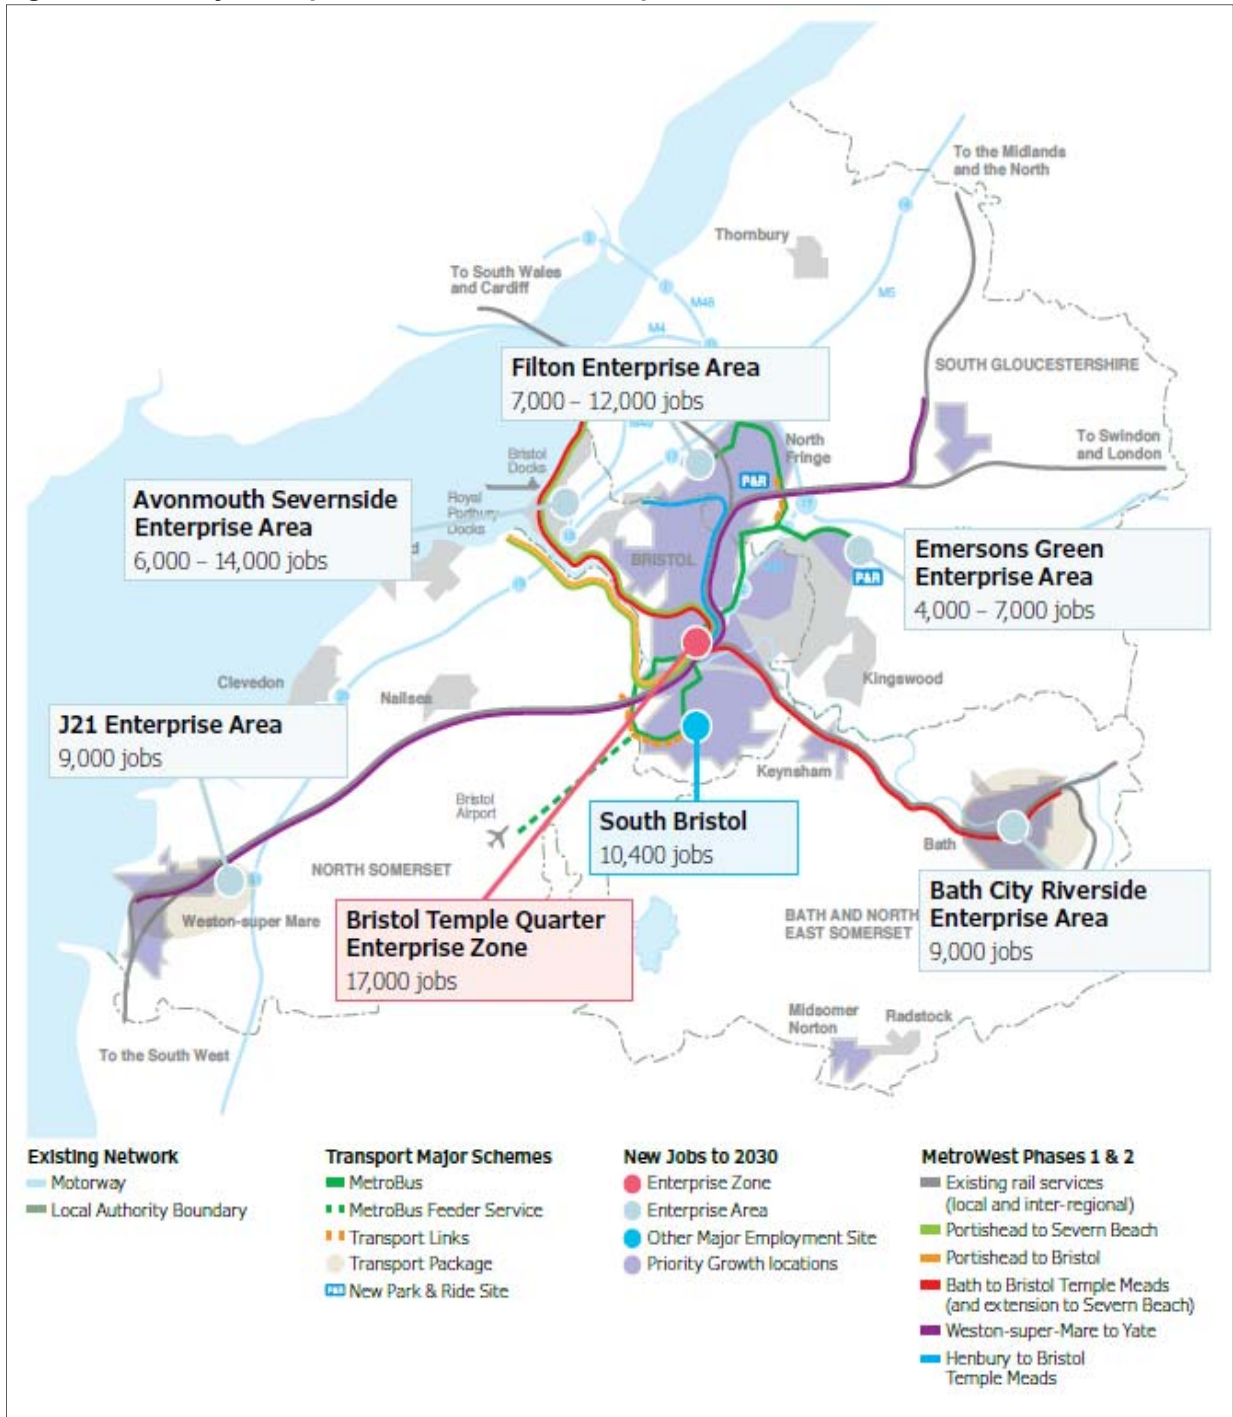 To the Midlands
and the North
Thornbury
To South Wales
and Cardiff
M5
M48
M4
Filton Enterprise Area
7,000 – 12,000 jobs
SOUTH GLOUCESTERSHIRE
To Swindon
and London
North
Fringe
Bristol
Docks
P&R
Avonmouth Severnside
Enterprise Area
6,000 – 14,000 jobs
Royal
Portbury
Docks
BRISTOL
Emersons Green
Enterprise Area
4,000 – 7,000 jobs
P&R
Clevedon
Nailsea
Kingswood
J21 Enterprise Area
9,000 jobs
Keynsham
Bristol
Airport
South Bristol
10,400 jobs
Bath
NORTH SOMERSET
Weston-super Mare
Bristol Temple Quarter
Enterprise Zone
17,000 jobs
BATH AND NORTH
EAST SOMERSET
Bath City Riverside
Enterprise Area
9,000 jobs
Midsomer
Norton
Radstock
To the South West
Existing Network
Motorway
Local Authority Boundary
Transport Major Schemes
MetroBus
MetroBus Feeder Service
Transport Links
Transport Package
P&R New Park & Ride Site
New Jobs to 2030
Enterprise Zone
Enterprise Area
Other Major Employment Site
Priority Growth locations
MetroWest Phases 1 & 2
Existing rail services
(local and inter-regional)
Portishead to Severn Beach
Portishead to Bristol
Bath to Bristol Temple Meads
(and extension to Severn Beach)
Weston-super-Mare to Yate
Henbury to Bristol
Temple Meads